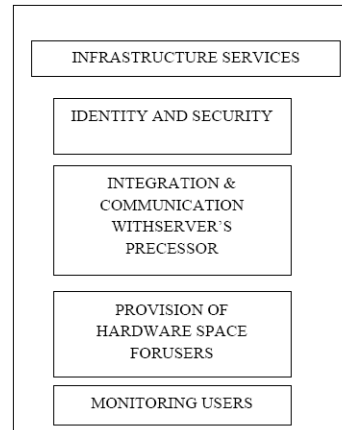 INFRASTRUCTURE SERVICES
IDENTITY AND SECURITY
INTEGRATION &
COMMUNICATION
WITHSERVER'S
PRECESSOR
PROVISION OF
HARDWARE SPACE
FORUSERS
MONITORING USERS